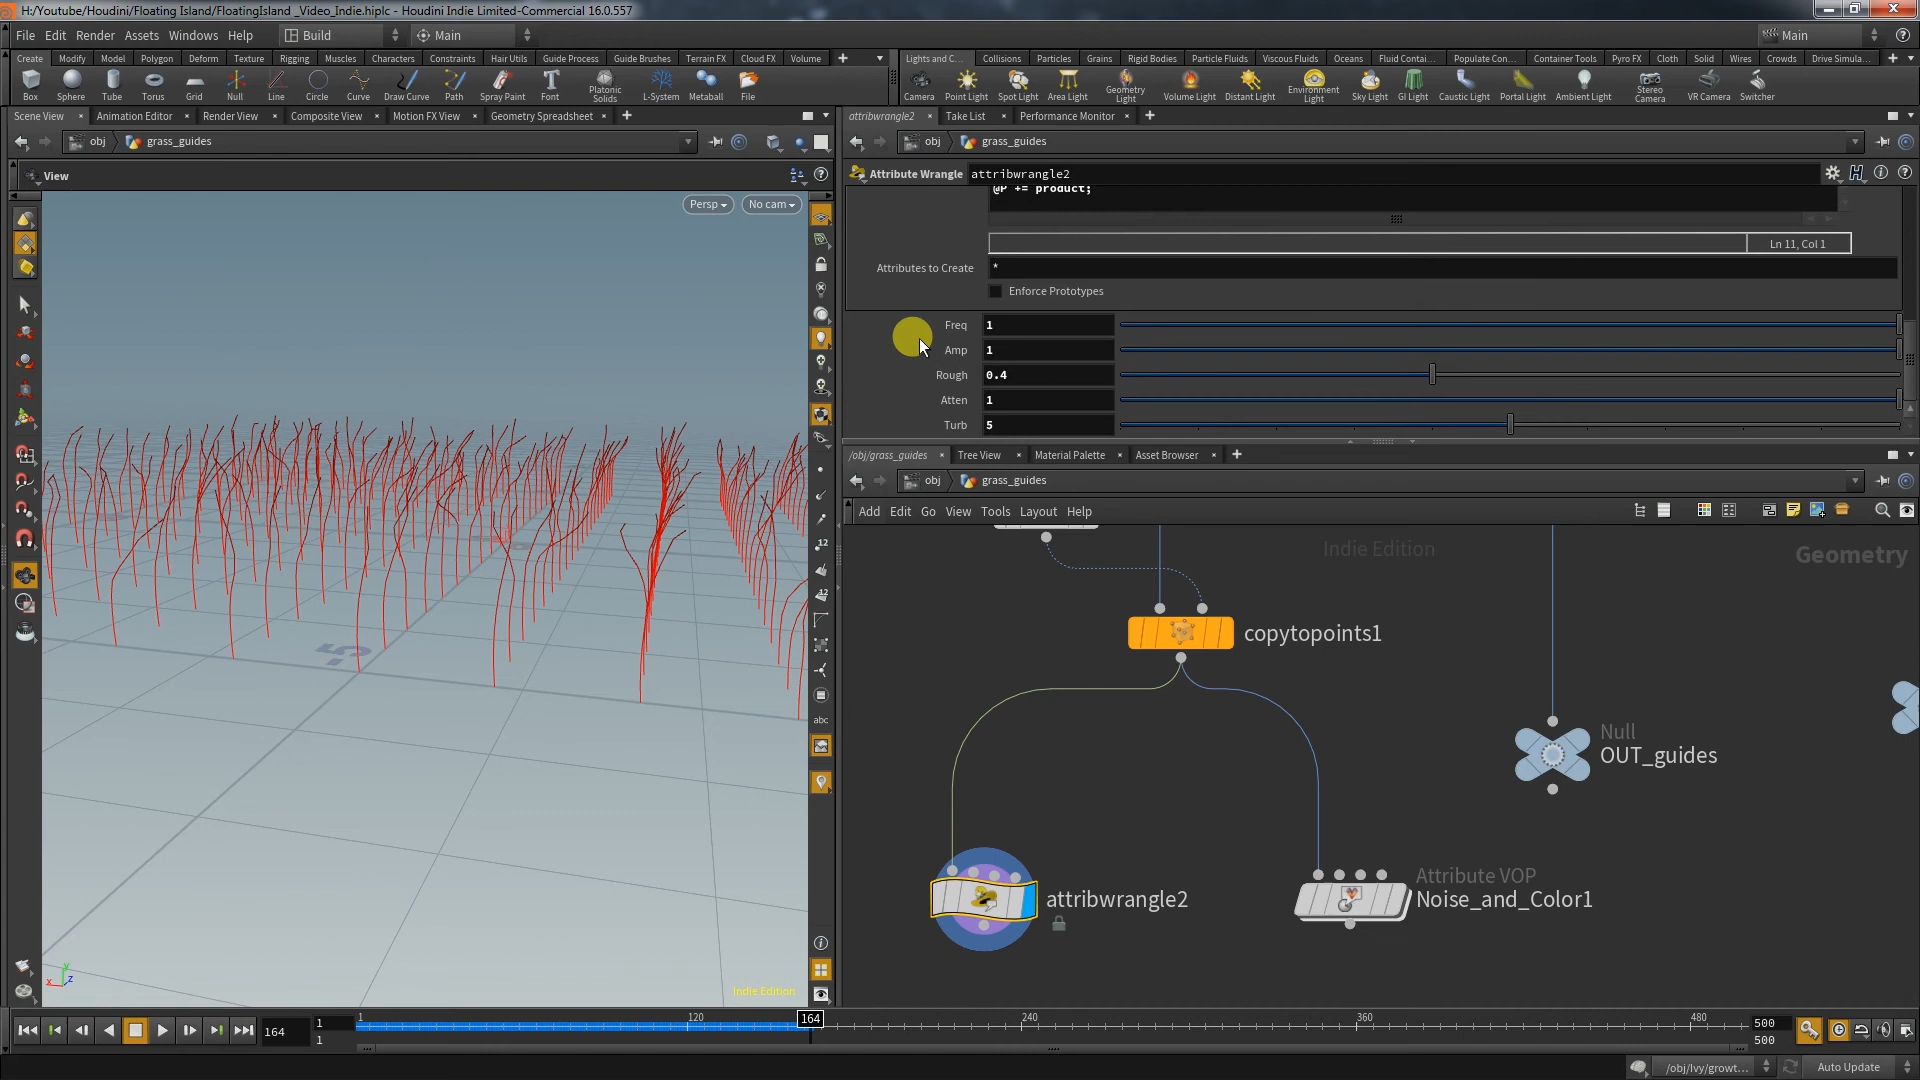 H:/Youtube/Houdini/Floating Island/FloatingIsland _Video_Indie.hiplc - Houdini Indie Limited-Commercial 16.0.557
File Edit Render Assets Windows Help Build Main Main
Create Modify Model Polygon Deform Texture Rigging Muscles Characters Constraints Hair Utils Guide Process Guide Brushes Terrain FX Cloud FX Volume
Lights and C... Collisions Particles Grains Rigid Bodies Particle Fluids Viscous Fluids Oceans Fluid Contai... Populate Con... Container Tools Pyro FX Cloth Solid Wires Crowds Drive Simula...
Box Sphere Tube Torus Grid Null Line Circle Curve Draw Curve Path Spray Paint Font Platonic Solids L-System Metaball File
Camera Point Light Spot Light Area Light Geometry Light Volume Light Distant Light Environment Light Sky Light GI Light Caustic Light Portal Light Ambient Light Stereo Camera VR Camera Switcher
Scene View Animation Editor Render View Composite View Motion FX View Geometry Spreadsheet
attribwrangle2 Take List Performance Monitor
obj grass_guides
obj grass_guides
View
Attribute Wrangle attribwrangle2
Persp No cam
@P += product;
Ln 11, Col 1
Attributes to Create *
Enforce Prototypes
Freq 1
Amp 1
Rough 0.4
Atten 1
Turb 5
/obj/grass_guides Tree View Material Palette Asset Browser
obj grass_guides
Add Edit Go View Tools Layout Help
Indie Edition
Geometry
copytopoints1
Null
OUT_guides
attribwrangle2
Attribute VOP
Noise_and_Color1
12
12
abc
Indie Edition
x y z
164 1 1
1 120 164 240 360 480
500
500
/obj/Ivy/growt... Auto Update